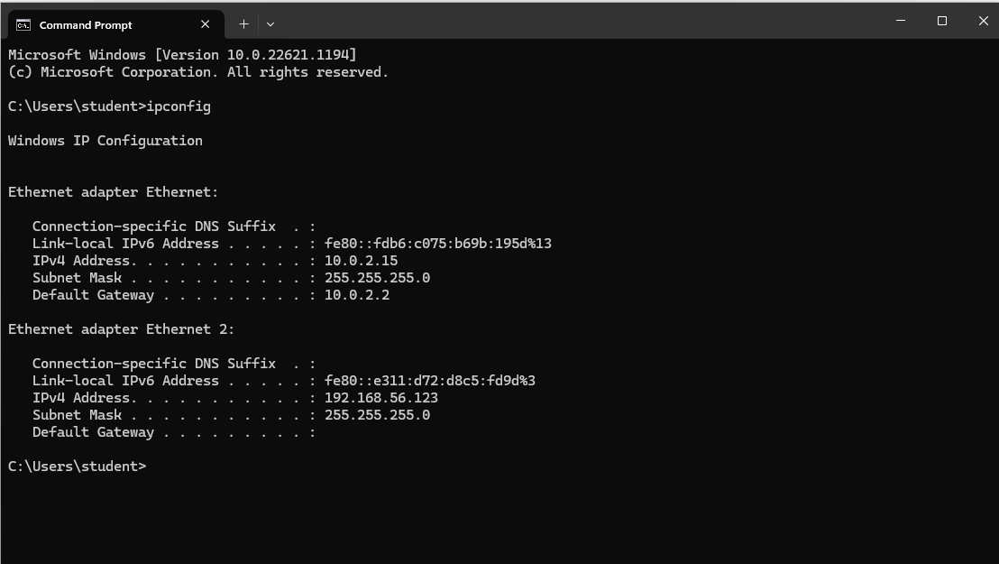 Command Prompt
Microsoft Windows [Version 10.0.22621.1194]
(c) Microsoft Corporation. All rights reserved.
C:\Users\student>ipconfig
Windows IP Configuration
Ethernet adapter Ethernet:
   Connection-specific DNS Suffix  . :
   Link-local IPv6 Address . . . . . : fe80::fdb6:c075:b69b:195d%13
   IPv4 Address. . . . . . . . . . . : 10.0.2.15
   Subnet Mask . . . . . . . . . . . : 255.255.255.0
   Default Gateway . . . . . . . . . : 10.0.2.2
Ethernet adapter Ethernet 2:
   Connection-specific DNS Suffix  . :
   Link-local IPv6 Address . . . . . : fe80::e311:d72:d8c5:fd9d%3
   IPv4 Address. . . . . . . . . . . : 192.168.56.123
   Subnet Mask . . . . . . . . . . . : 255.255.255.0
   Default Gateway . . . . . . . . . :
C:\Users\student>